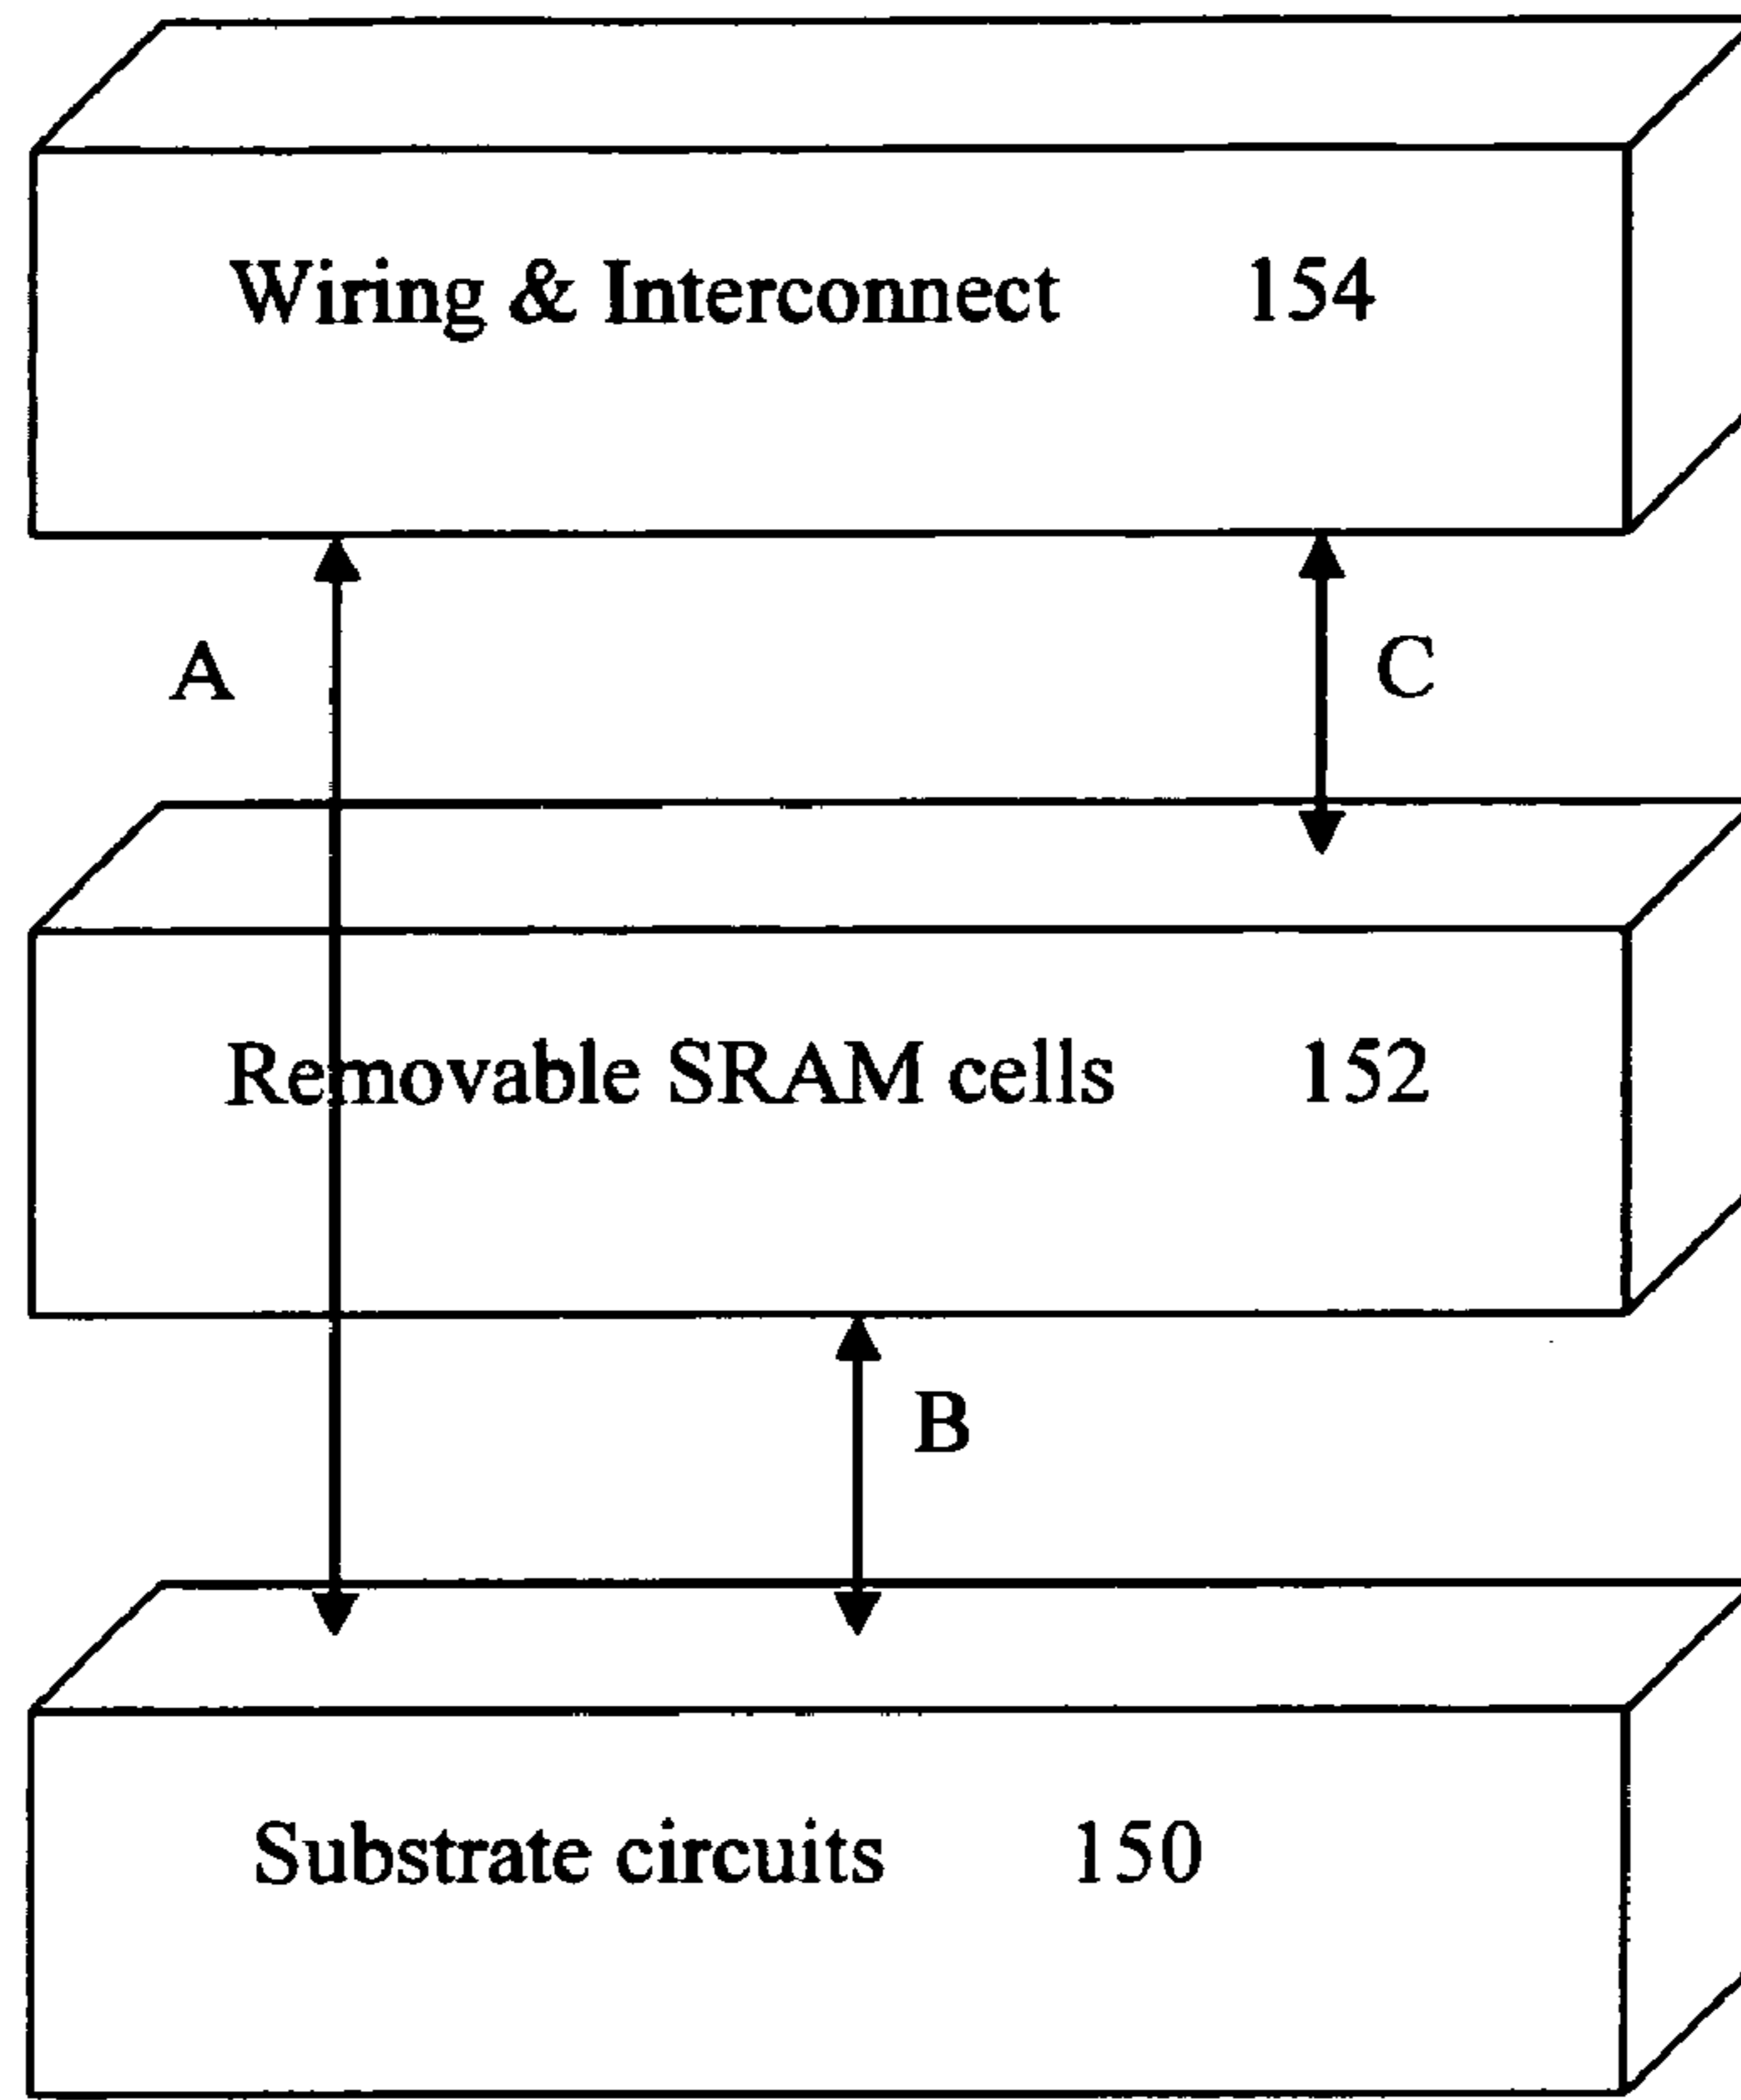 Wiring & Interconnect 154
A
C
Removable SRAM cells 152
B
Substrate circuits 150